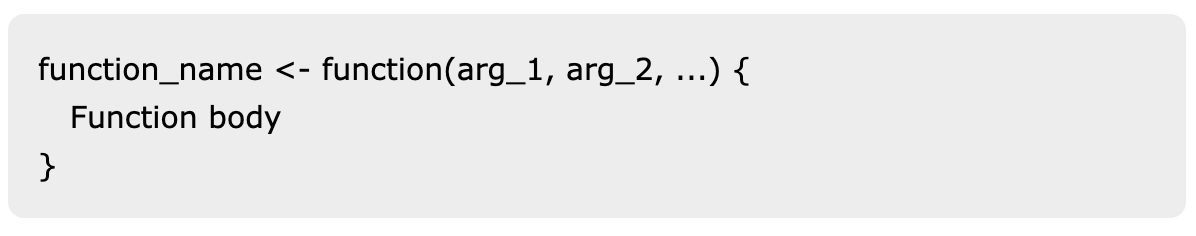 function_name <- function(arg_1, arg_2, ...) {
Function body
}